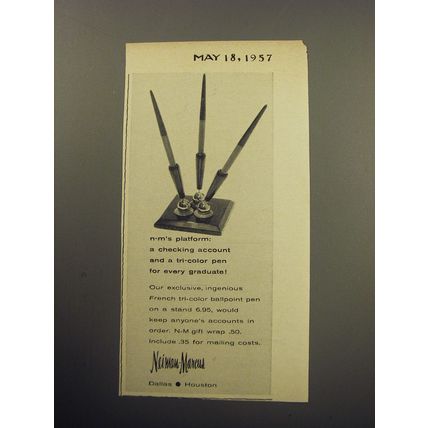 MAY 18, 1957
n-m's platform:
a checking account
and a tri-color pen
for every graduate!
Our exclusive, ingenious
French tri-color ballpoint pen
on a stand 6.95, would
keep anyone's accounts in
order. N-M gift wrap .50.
Include .35 for mailing costs.
Neiman-Marcus
Dallas ● Houston